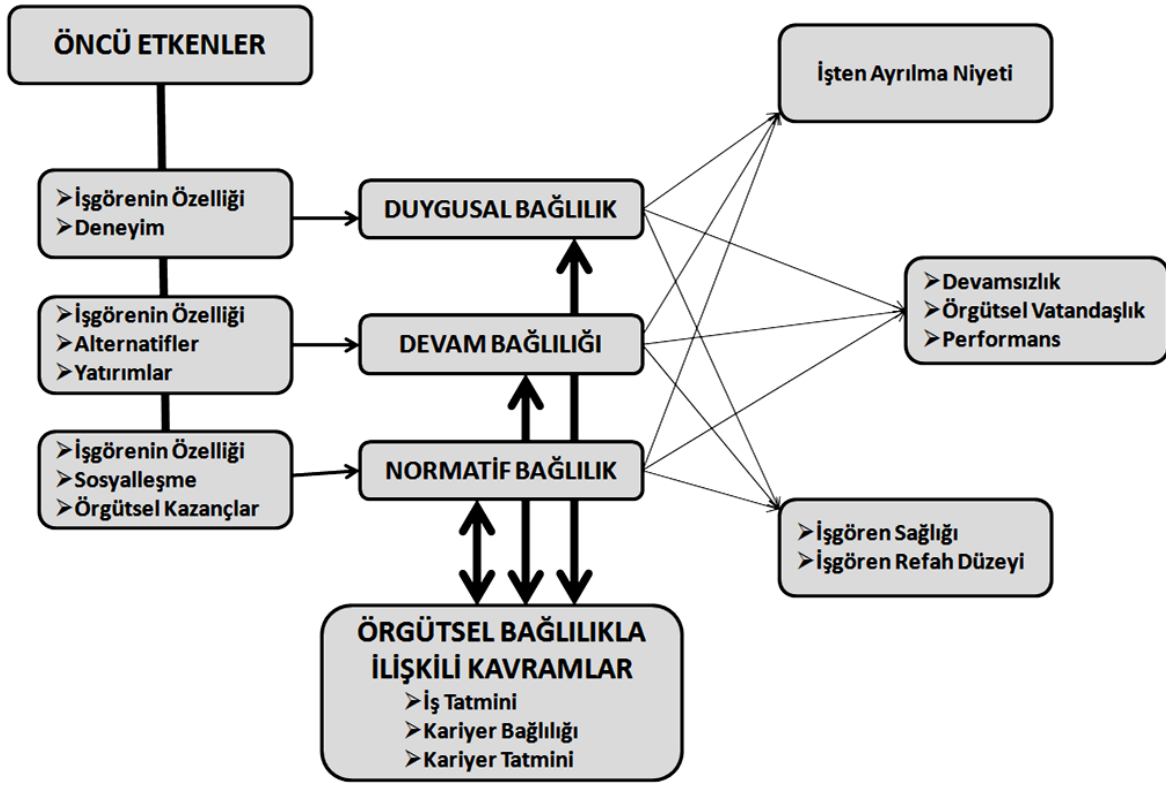 ÖNCÜ ETKENLER
➢İşgörenin Özelliği
➢Deneyim
➢İşgörenin Özelliği
➢Alternatifler
➢Yatırımlar
➢İşgörenin Özelliği
➢Sosyalleşme
➢Örgütsel Kazançlar
DUYGUSAL BAĞLILIK
DEVAM BAĞLILIĞI
NORMATİF BAĞLILIK
ÖRGÜTSEL BAĞLILIKLA
İLİŞKİLİ KAVRAMLAR
➢İş Tatmini
➢Kariyer Bağlılığı
➢Kariyer Tatmini
İşten Ayrılma Niyeti
➢Devamsızlık
➢Örgütsel Vatandaşlık
➢Performans
➢İşgören Sağlığı
➢İşgören Refah Düzeyi